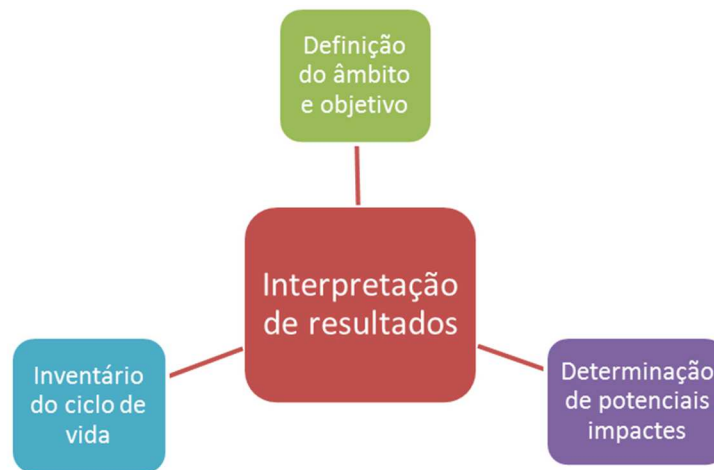 Definição
do âmbito
e objetivo
Interpretação
de resultados
Inventário
do ciclo de
vida
Determinação
de potenciais
impactes